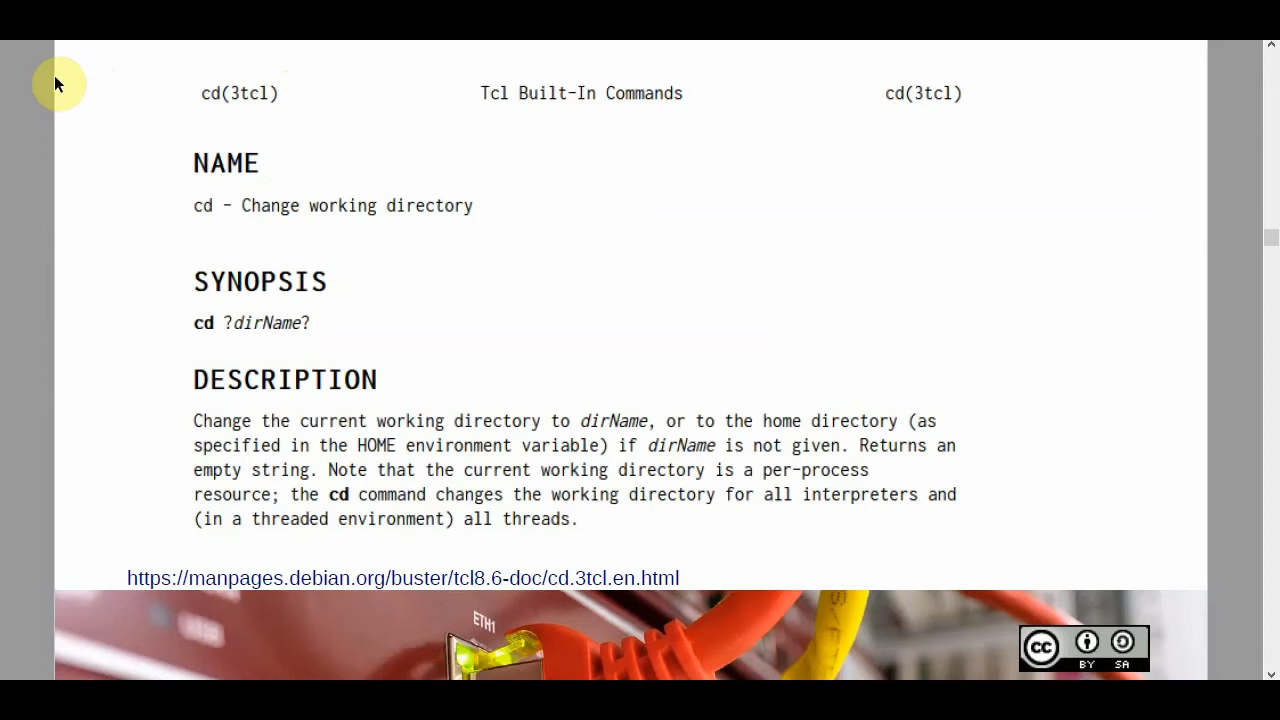 cd(3tcl) Tcl Built-In Commands cd(3tcl)
NAME
cd - Change working directory
SYNOPSIS
cd ?dirName?
DESCRIPTION
Change the current working directory to dirName, or to the home directory (as
specified in the HOME environment variable) if dirName is not given. Returns an
empty string. Note that the current working directory is a per-process
resource; the cd command changes the working directory for all interpreters and
(in a threaded environment) all threads.
https://manpages.debian.org/buster/tcl8.6-doc/cd.3tcl.en.html
ETH1
CC BY SA